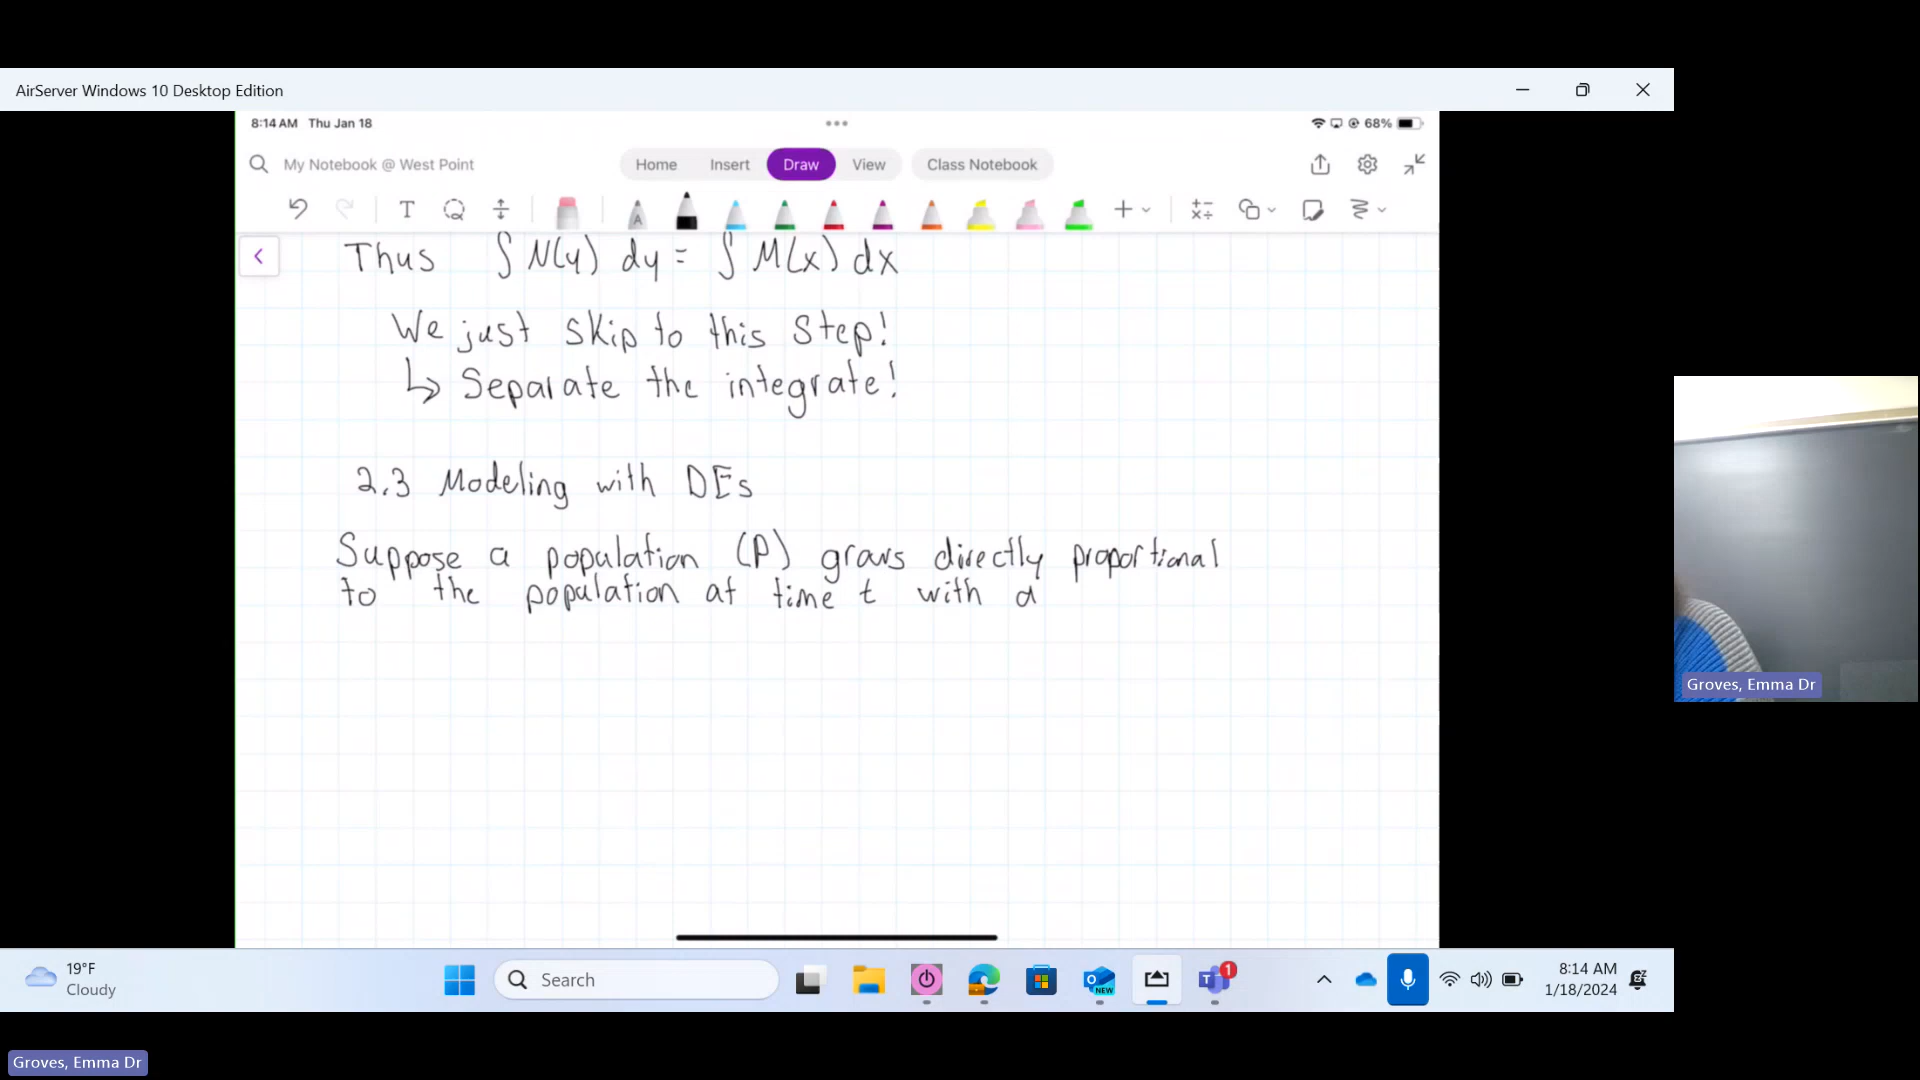 AirServer Windows 10 Desktop Edition
8:14 AM Thu Jan 18
68%
My Notebook @ West Point
Home Insert Draw View Class Notebook
T
A
Thus ∫ N(y) dy = ∫ M(x) dx
We just skip to this step!
↳ Separate the integrate!
2.3 Modeling with DEs
Suppose a population (P) grows directly proportional
to the population at time t with a
Groves, Emma Dr
19°F
Cloudy
Search
NEW
1
8:14 AM
1/18/2024
Groves, Emma Dr